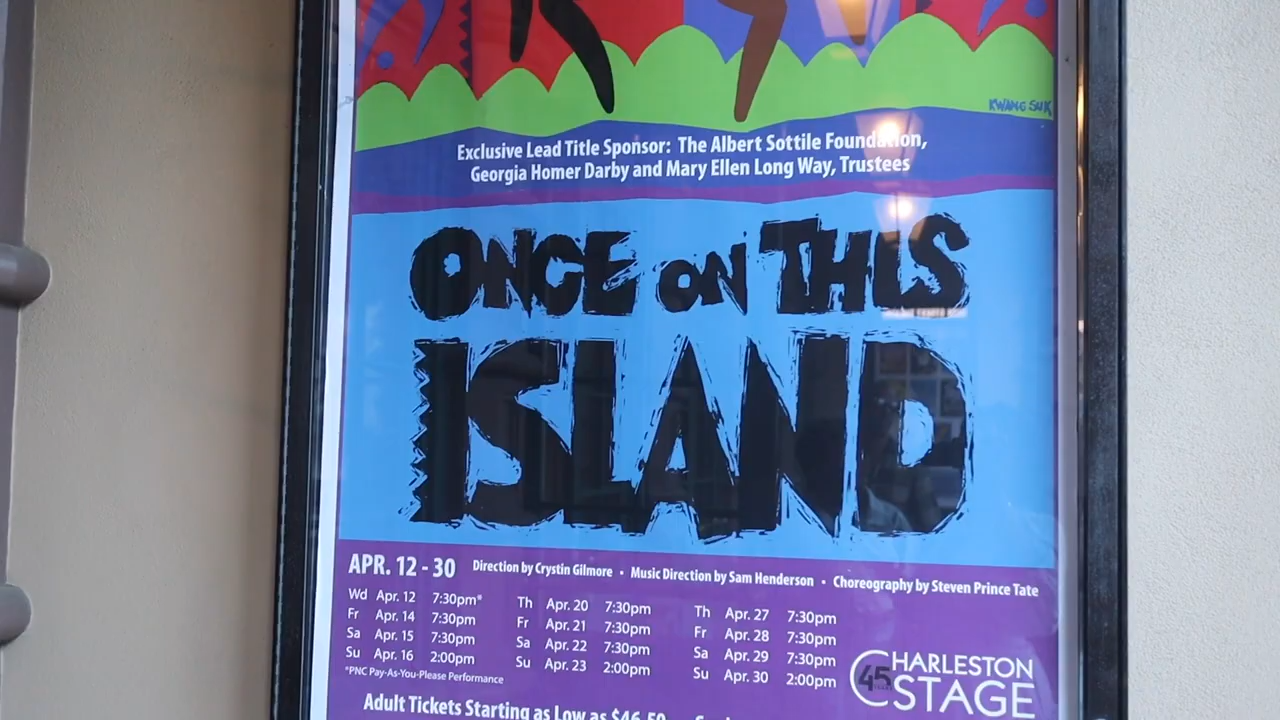 KWANG SUK
Exclusive Lead Title Sponsor: The Albert Sottile Foundation,
Georgia Homer Darby and Mary Ellen Long Way, Trustees
ONCE ON THIS
ISLAND
APR. 12 - 30 Direction by Crystin Gilmore • Music Direction by Sam Henderson • Choreography by Steven Prince Tate
Wd Apr. 12 7:30pm* Th Apr. 20 7:30pm Th Apr. 27 7:30pm
Fr Apr. 14 7:30pm Fr Apr. 21 7:30pm Fr Apr. 28 7:30pm
Sa Apr. 15 7:30pm Sa Apr. 22 7:30pm Sa Apr. 29 7:30pm
Su Apr. 16 2:00pm Su Apr. 23 2:00pm Su Apr. 30 2:00pm
*PNC Pay-As-You-Please Performance
CHARLESTON
45
STAGE
Adult Tickets Starting as Low as $46.50